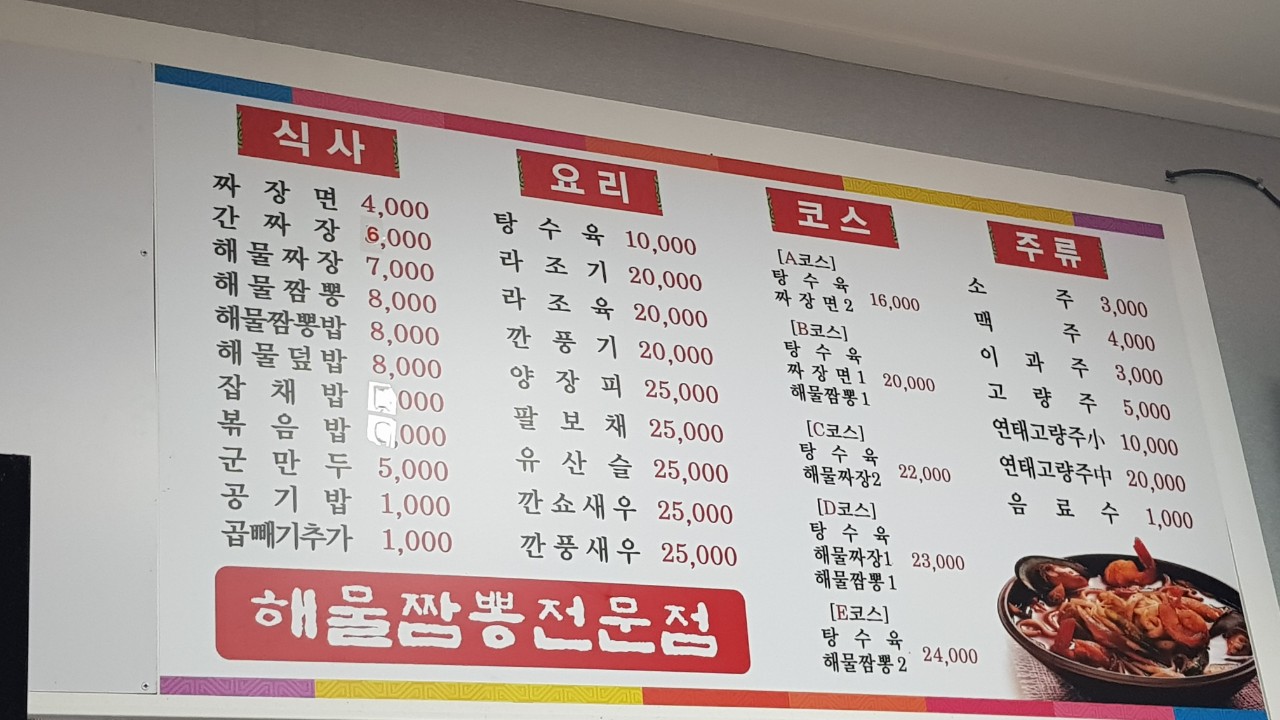 식사
짜장면 4,000
간짜장 6,000
해물짜장 7,000
해물짬뽕 8,000
해물짬뽕밥 8,000
해물덮밥 8,000
잡채밥 ,000
볶음밥 ,000
군만두 5,000
공기밥 1,000
곱빼기추가 1,000
요리
탕수육 10,000
라조기 20,000
라조육 20,000
깐풍기 20,000
양장피 25,000
팔보채 25,000
유산슬 25,000
깐쇼새우 25,000
깐풍새우 25,000
코스
[A코스]
탕수육
짜장면2 16,000
[B코스]
탕수육
짜장면1 20,000
해물짬뽕1
[C코스]
탕수육
해물짜장2 22,000
[D코스]
탕수육
해물짜장1 23,000
해물짬뽕1
[E코스]
탕수육
해물짬뽕2 24,000
주류
소주 3,000
맥주 4,000
이과주 3,000
고량주 5,000
연태고량주小 10,000
연태고량주中 20,000
음료수 1,000
해물짬뽕전문점